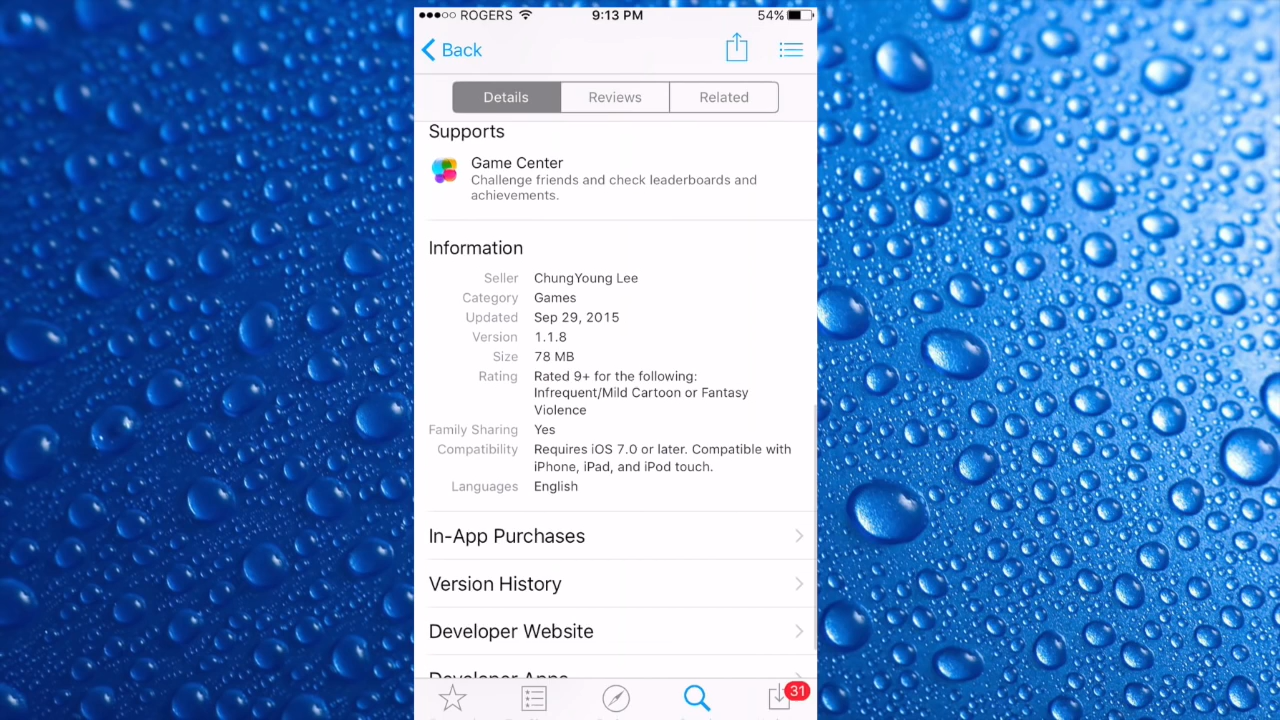 ROGERS 9:13 PM 54%
Back
Details Reviews Related
Supports
Game Center
Challenge friends and check leaderboards and
achievements.
Information
Seller ChungYoung Lee
Category Games
Updated Sep 29, 2015
Version 1.1.8
Size 78 MB
Rating Rated 9+ for the following:
Infrequent/Mild Cartoon or Fantasy
Violence
Family Sharing Yes
Compatibility Requires iOS 7.0 or later. Compatible with
iPhone, iPad, and iPod touch.
Languages English
In-App Purchases
Version History
Developer Website
Developer Apps
31